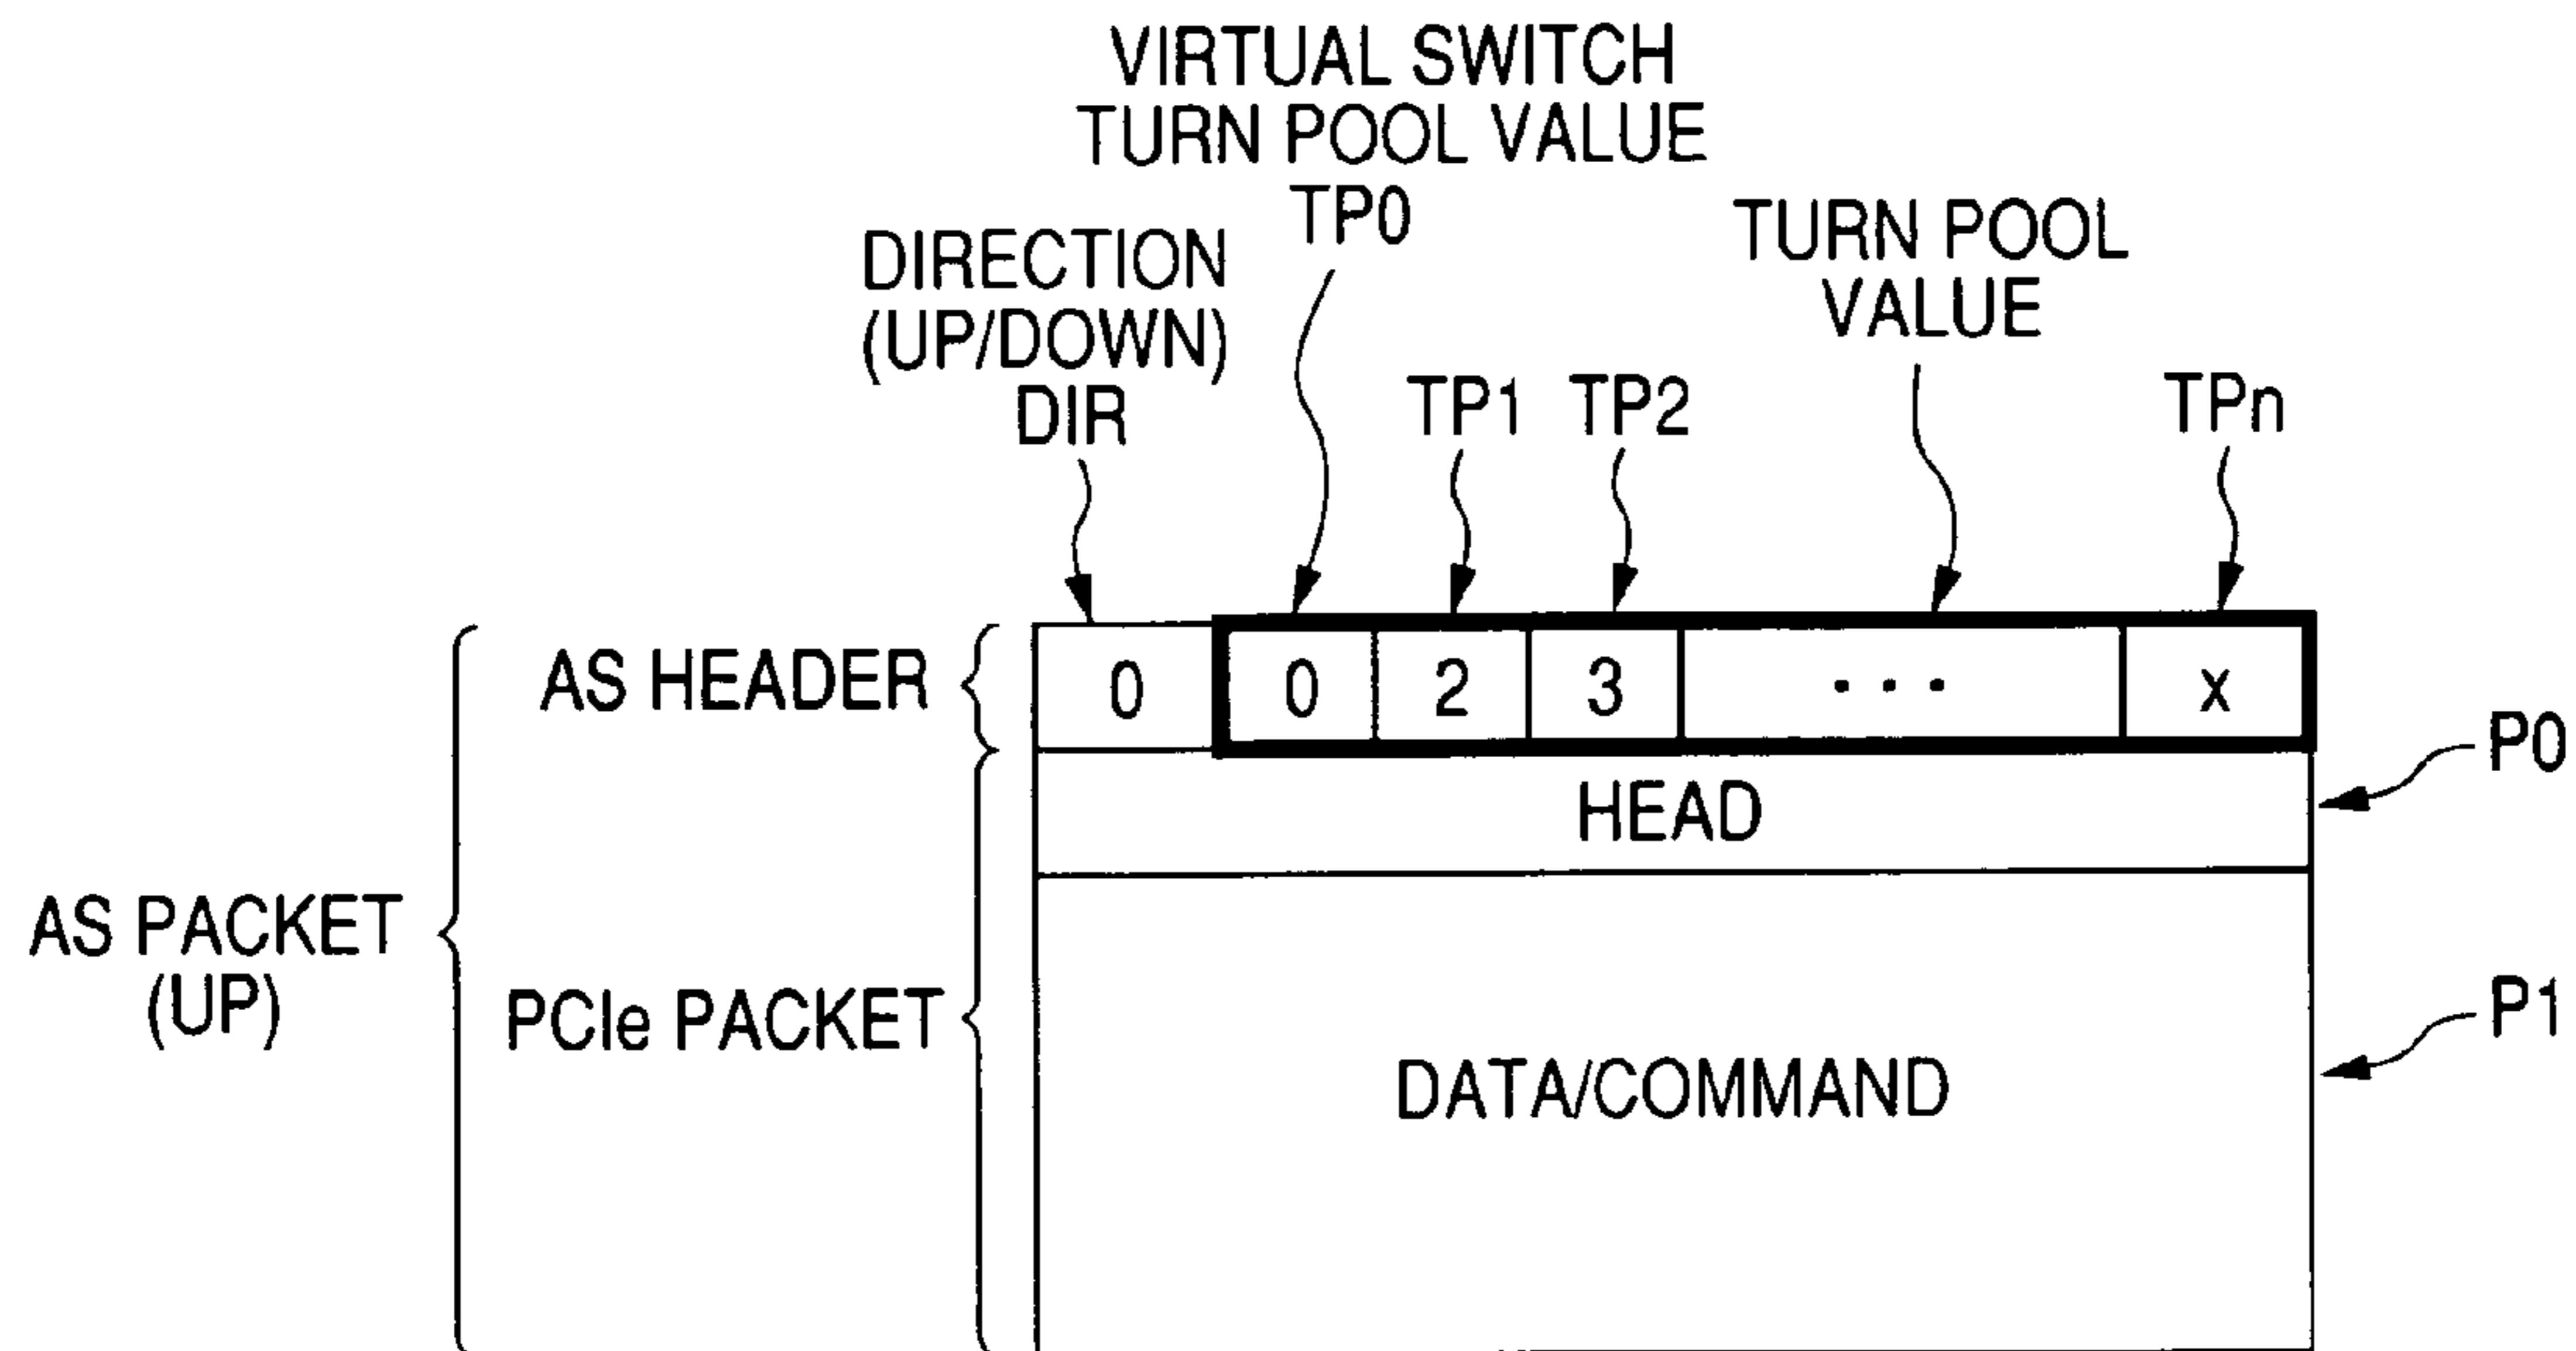 VIRTUAL SWITCH
TURN POOL VALUE
TP0
DIRECTION
(UP/DOWN)
DIR
TP1
TP2
TURN POOL
VALUE
TPn
AS HEADER
0
0
2
3
...
x
P0
HEAD
AS PACKET
(UP)
PCIe PACKET
DATA/COMMAND
P1